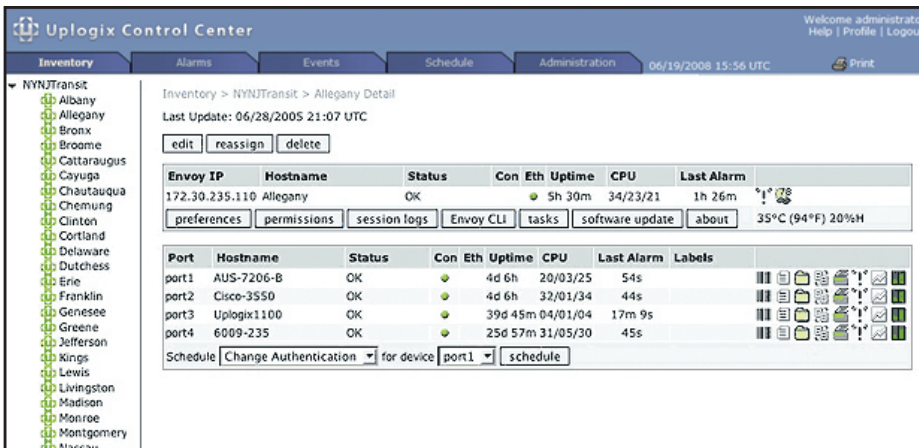 Uplogix Control Center
Welcome administrato
Help | Profile | Logou
Inventory Alarms Events Schedule Administration 06/19/2008 15:56 UTC Print
NYNJTransit
Albany
Allegany
Bronx
Broome
Cattaraugus
Cayuga
Chautauqua
Chemung
Clinton
Cortland
Delaware
Dutchess
Erie
Franklin
Genesee
Greene
Jefferson
Kings
Lewis
Livingston
Madison
Monroe
Montgomery
Nassau
Inventory > NYNJTransit > Allegany Detail
Last Update: 06/28/2005 21:07 UTC
edit reassign delete
Envoy IP Hostname Status Con Eth Uptime CPU Last Alarm
172.30.235.110 Allegany OK 5h 30m 34/23/21 1h 26m
preferences permissions session logs Envoy CLI tasks software update about 35°C (94°F) 20%H
Port Hostname Status Con Eth Uptime CPU Last Alarm Labels
port1 AUS-7206-B OK 4d 6h 20/03/25 54s
port2 Cisco-3550 OK 4d 6h 32/01/34 44s
port3 Uplogix1100 OK 39d 45m 04/01/04 17m 9s
port4 6009-235 OK 25d 57m 31/05/30 45s
Schedule Change Authentication for device port1 schedule